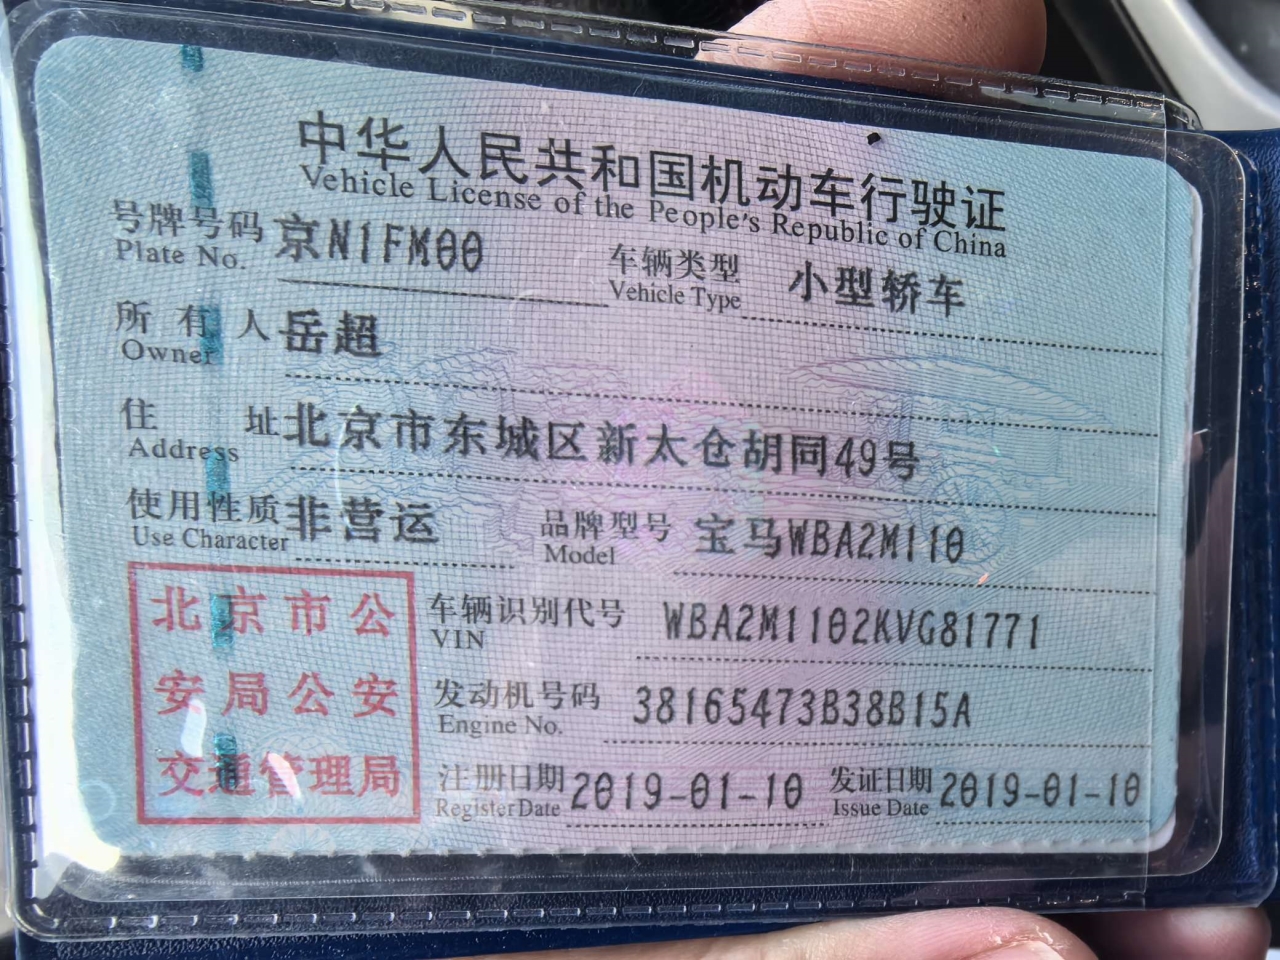 中华人民共和国机动车行驶证
Vehicle License of the People's Republic of China
号牌号码 京N1FM00 车辆类型 小型轿车
Plate No. Vehicle Type
所有人 岳超
Owner
住址 北京市东城区新太仓胡同49号
Address
使用性质 非营运 品牌型号 宝马WBA2M110
Use Character Model
北京市公
安局公安
交通管理局
车辆识别代号 WBA2M1102KVG81771
VIN
发动机号码 38165473B38B15A
Engine No.
注册日期 2019-01-10 发证日期 2019-01-10
Register Date Issue Date